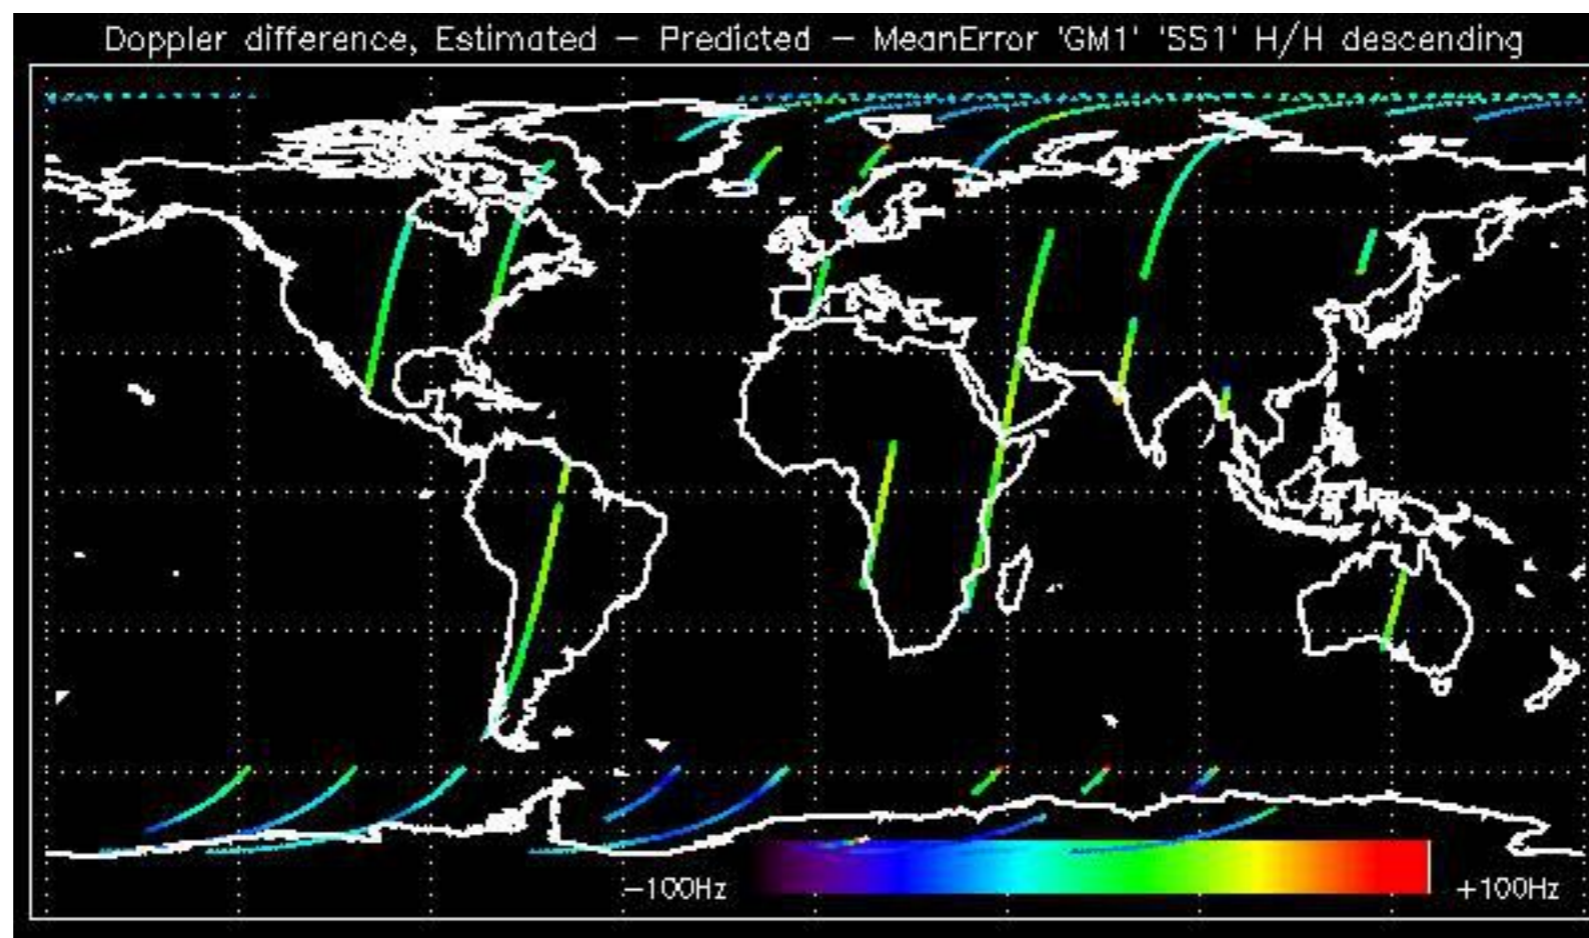 Doppler difference, Estimated – Predicted – MeanError 'GM1' 'SS1' H/H descending
–100Hz
+100Hz